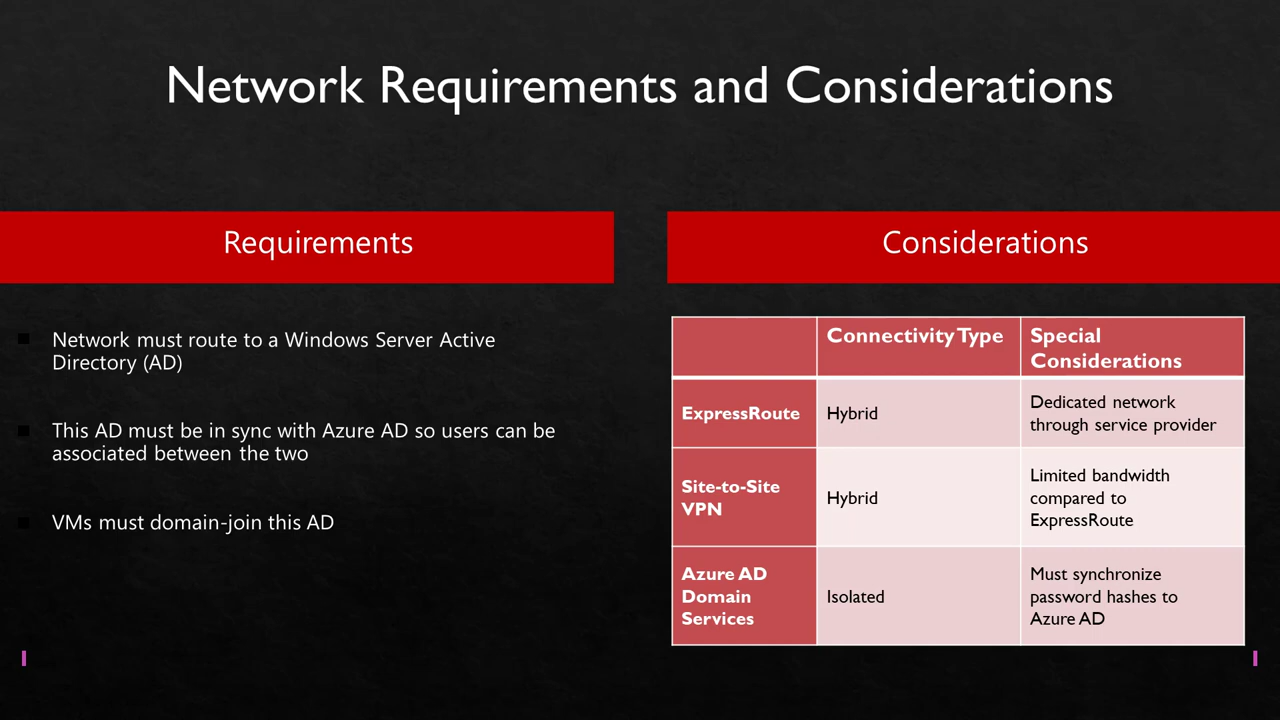 Network Requirements and Considerations
Requirements
Network must route to a Windows Server Active
Directory (AD)
This AD must be in sync with Azure AD so users can be
associated between the two
VMs must domain-join this AD
Considerations
Connectivity Type
Special
Considerations
ExpressRoute
Hybrid
Dedicated network
through service provider
Site-to-Site
VPN
Hybrid
Limited bandwidth
compared to
ExpressRoute
Azure AD
Domain
Services
Isolated
Must synchronize
password hashes to
Azure AD